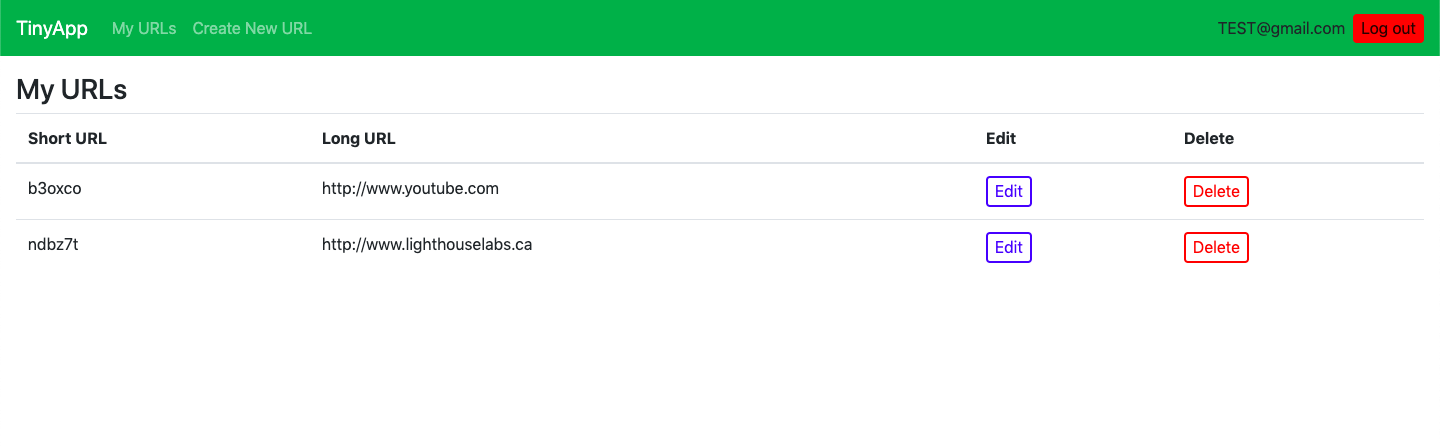 TinyApp My URLs Create New URL TEST@gmail.com Log out
My URLs
Short URL Long URL Edit Delete
b3oxco http://www.youtube.com Edit Delete
ndbz7t http://www.lighthouselabs.ca Edit Delete